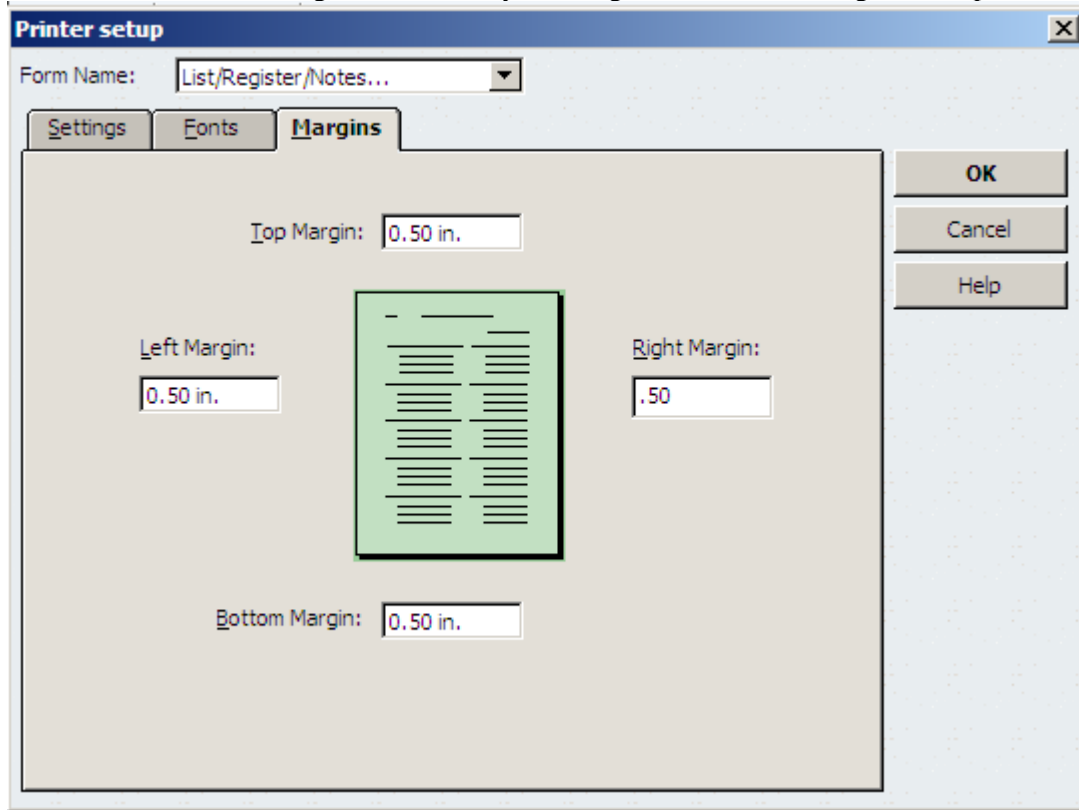 Printer setup
Form Name: List/Register/Notes...
Settings Fonts Margins
OK
Cancel
Help
Top Margin: 0.50 in.
Left Margin: Right Margin:
0.50 in. .50
Bottom Margin: 0.50 in.